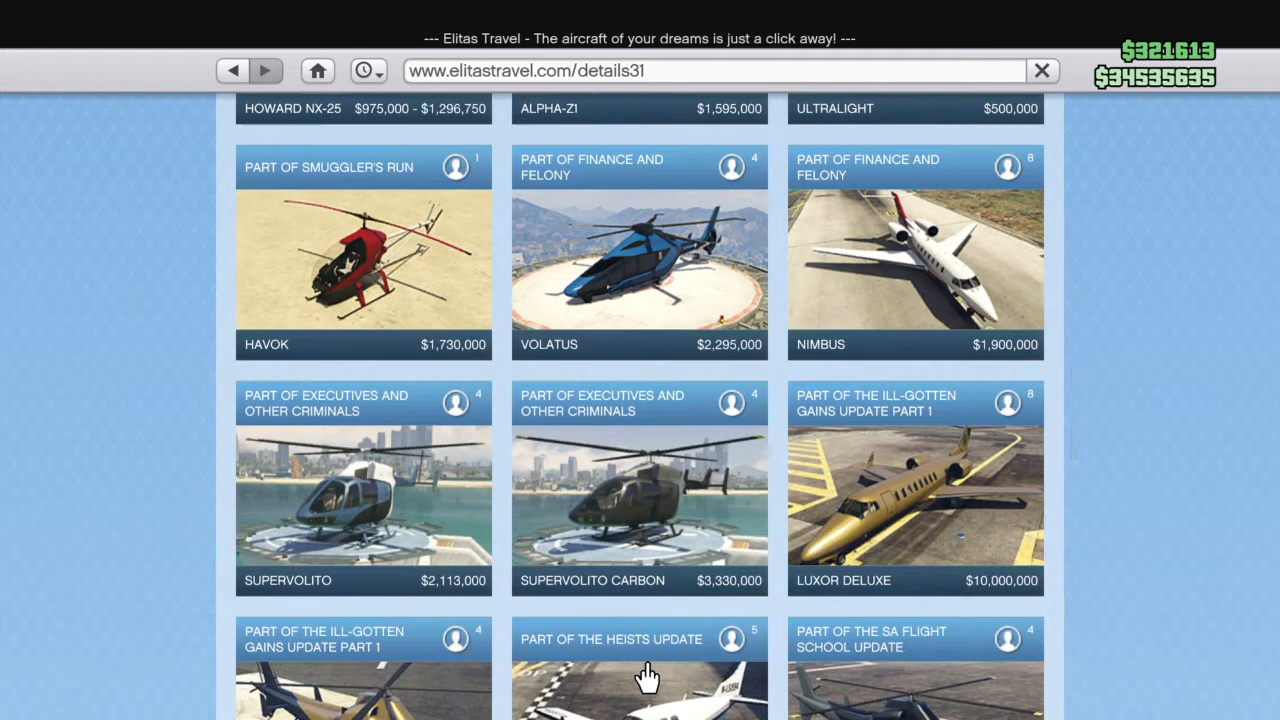 --- Elitas Travel - The aircraft of your dreams is just a click away! ---
$321613
www.elitastravel.com/details31
$34535635
HOWARD NX-25 $975,000 - $1,296,750
ALPHA-Z1 $1,595,000
ULTRALIGHT $500,000
PART OF SMUGGLER'S RUN 1
PART OF FINANCE AND
FELONY 4
PART OF FINANCE AND
FELONY 8
HAVOK $1,730,000
VOLATUS $2,295,000
NIMBUS $1,900,000
PART OF EXECUTIVES AND
OTHER CRIMINALS 4
PART OF EXECUTIVES AND
OTHER CRIMINALS 4
PART OF THE ILL-GOTTEN
GAINS UPDATE PART 1 8
SUPERVOLITO $2,113,000
SUPERVOLITO CARBON $3,330,000
LUXOR DELUXE $10,000,000
PART OF THE ILL-GOTTEN
GAINS UPDATE PART 1 4
PART OF THE HEISTS UPDATE 5
PART OF THE SA FLIGHT
SCHOOL UPDATE 4